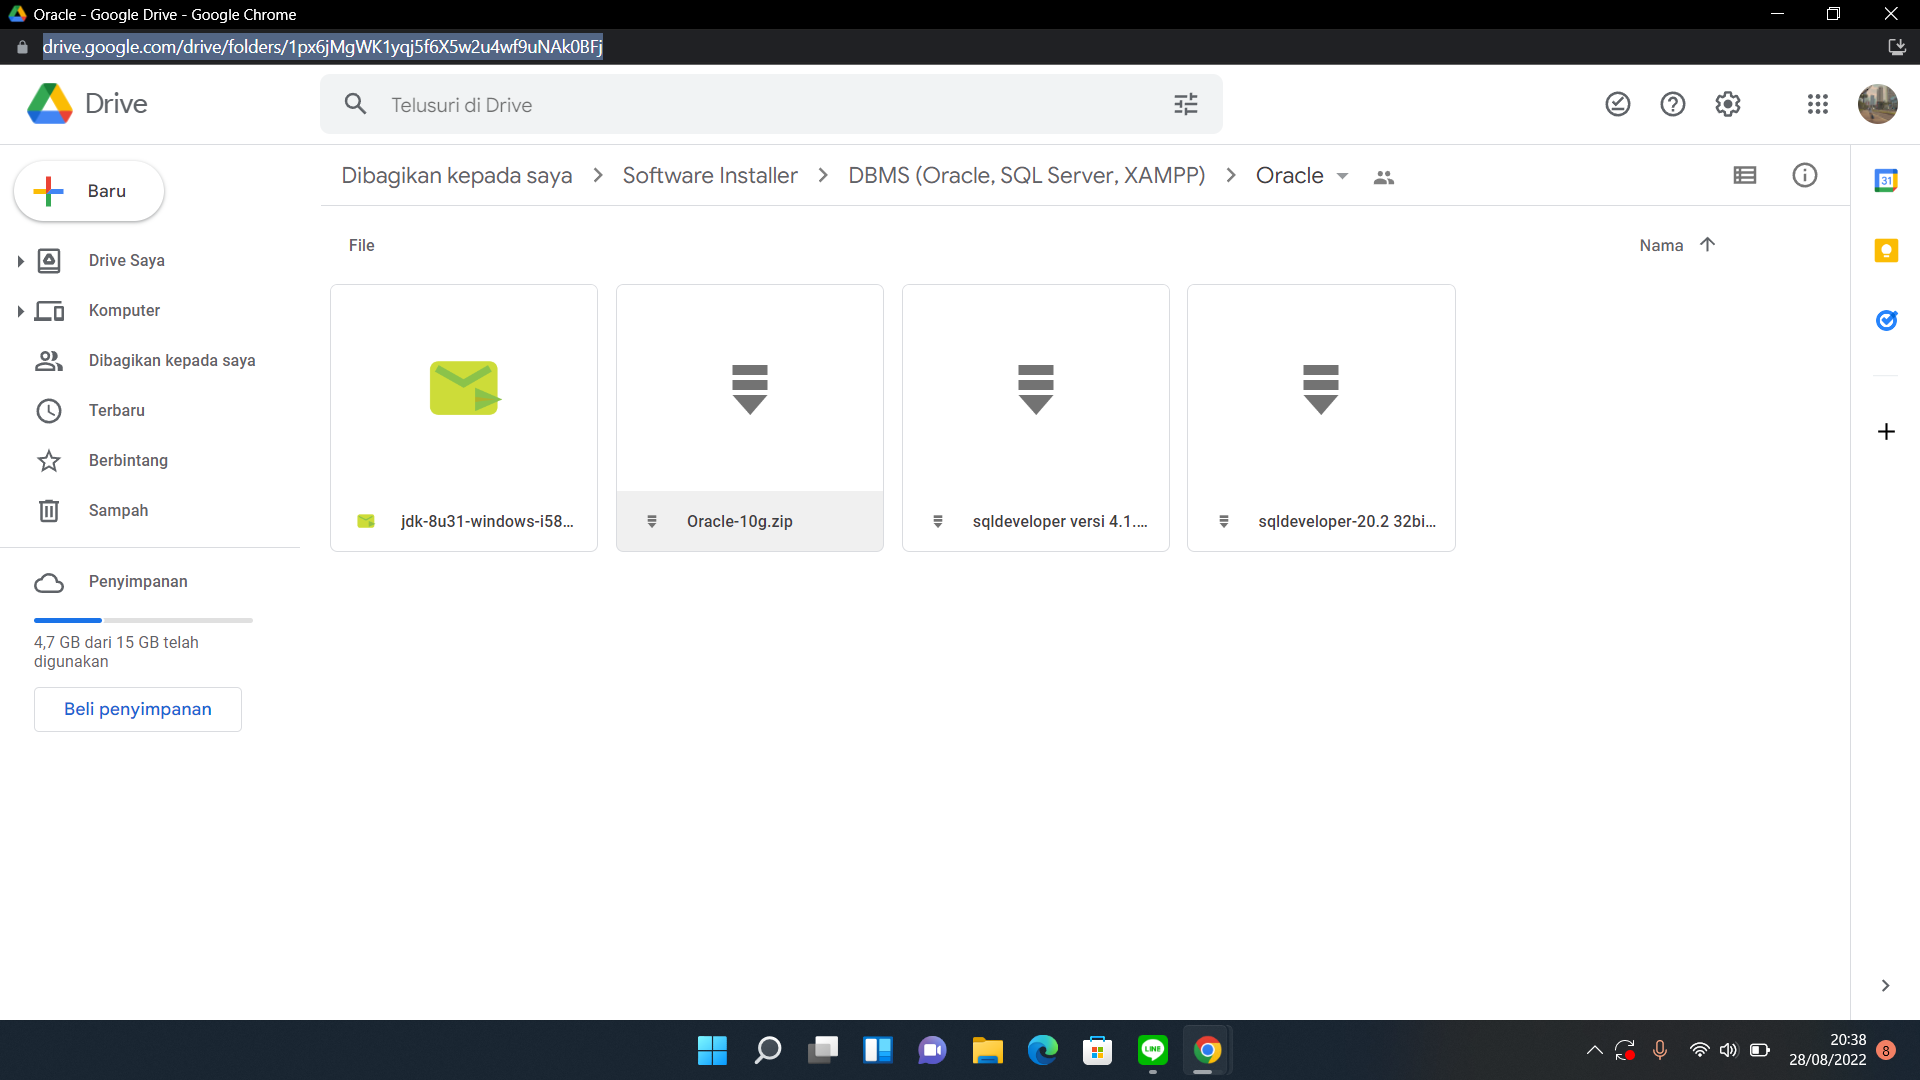 Oracle - Google Drive - Google Chrome
drive.google.com/drive/folders/1px6jMgWK1yqj5f6X5w2u4wf9uNAk0BFj
Drive
Telusuri di Drive
Baru
Dibagikan kepada saya > Software Installer > DBMS (Oracle, SQL Server, XAMPP) > Oracle
31
File
Nama
Drive Saya
Komputer
Dibagikan kepada saya
Terbaru
Berbintang
Sampah
jdk-8u31-windows-i58...
Oracle-10g.zip
sqldeveloper versi 4.1....
sqldeveloper-20.2 32bi...
Penyimpanan
4,7 GB dari 15 GB telah
digunakan
Beli penyimpanan
LINE
20:38
28/08/2022
8